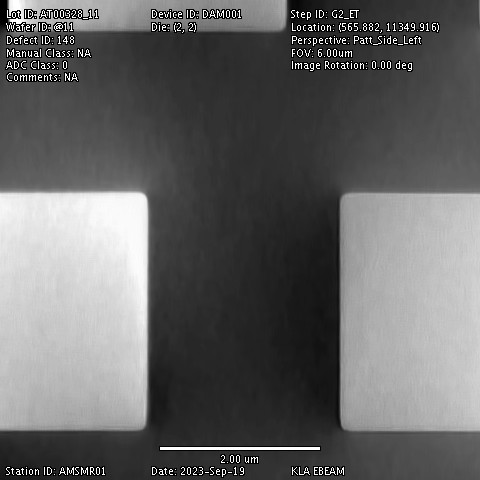 Lot ID: AT00328_11 Device ID: DAM001 Step ID: G2_ET
Wafer ID: @11 Die: (2, 2) Location: (565.882, 11349.916)
Defect ID: 148 Perspective: Patt_Side_Left
Manual Class: NA FOV: 6.00um
ADC Class: 0 Image Rotation: 0.00 deg
Comments: NA
2.00 um
Station ID: AMSMR01 Date: 2023-Sep-19 KLA EBEAM